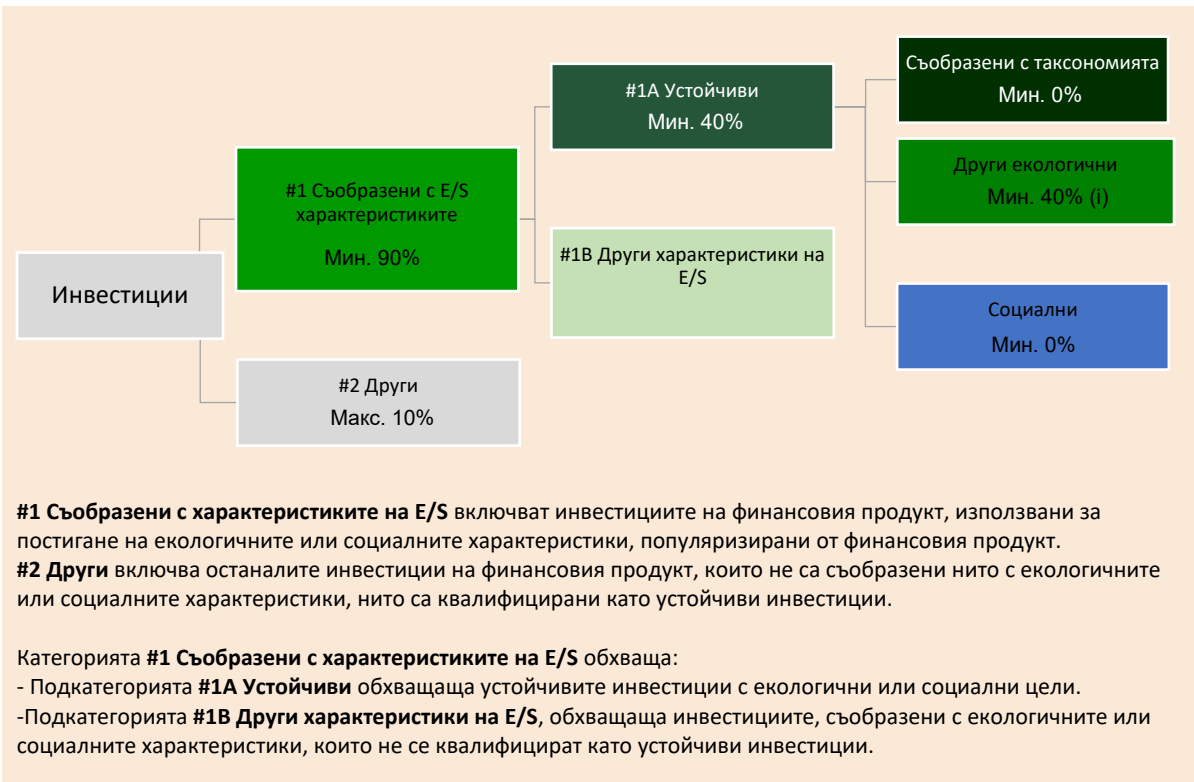 Инвестиции
#1 Съобразени с E/S
характеристиките
Мин. 90%
#2 Други
Макс. 10%
#1A Устойчиви
Мин. 40%
#1B Други характеристики на
E/S
Съобразени с таксономията
Мин. 0%
Други екологични
Мин. 40% (i)
Социални
Мин. 0%
#1 Съобразени с характеристиките на E/S включват инвестициите на финансовия продукт, използвани за
постигане на екологичните или социалните характеристики, популяризирани от финансовия продукт.
#2 Други включва останалите инвестиции на финансовия продукт, които не са съобразени нито с екологичните
или социалните характеристики, нито са квалифицирани като устойчиви инвестиции.
Категорията #1 Съобразени с характеристиките на E/S обхваща:
- Подкатегорията #1A Устойчиви обхващаща устойчивите инвестиции с екологични или социални цели.
-Подкатегорията #1B Други характеристики на E/S, обхващаща инвестициите, съобразени с екологичните или
социалните характеристики, които не се квалифицират като устойчиви инвестиции.